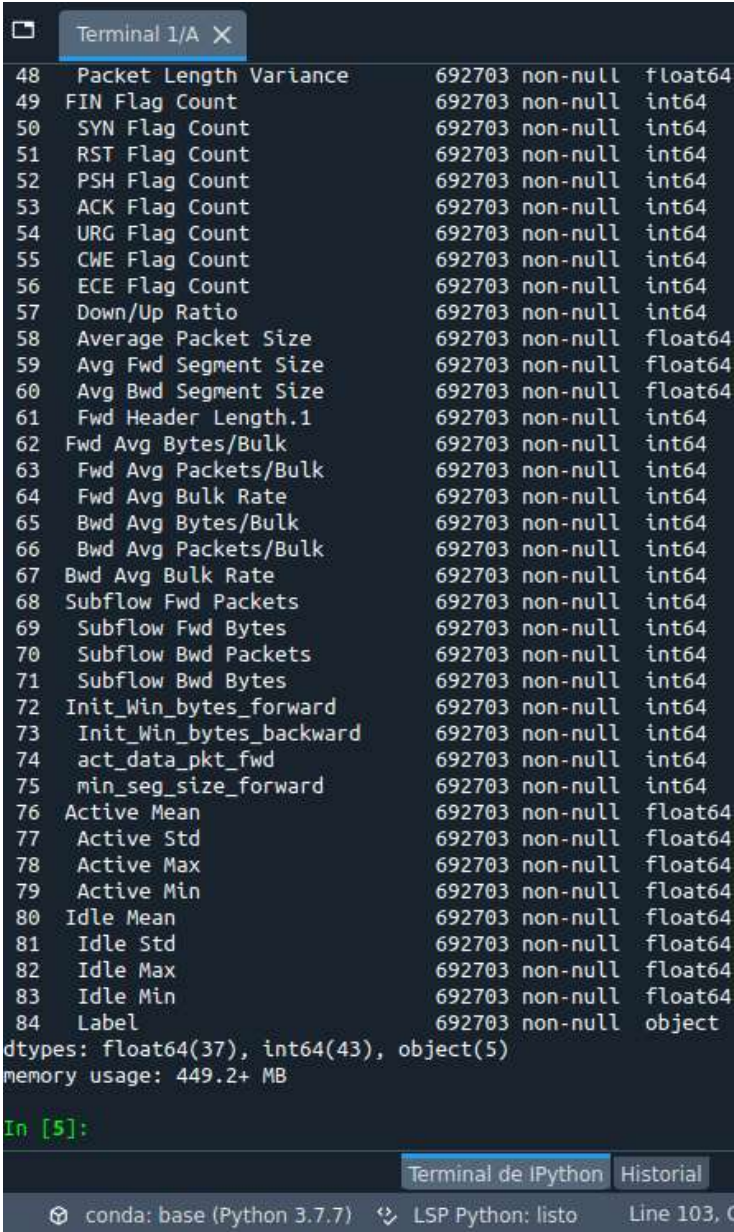 Terminal 1/A
48 Packet Length Variance 692703 non-null float64
49 FIN Flag Count 692703 non-null int64
50 SYN Flag Count 692703 non-null int64
51 RST Flag Count 692703 non-null int64
52 PSH Flag Count 692703 non-null int64
53 ACK Flag Count 692703 non-null int64
54 URG Flag Count 692703 non-null int64
55 CWE Flag Count 692703 non-null int64
56 ECE Flag Count 692703 non-null int64
57 Down/Up Ratio 692703 non-null int64
58 Average Packet Size 692703 non-null float64
59 Avg Fwd Segment Size 692703 non-null float64
60 Avg Bwd Segment Size 692703 non-null float64
61 Fwd Header Length.1 692703 non-null int64
62 Fwd Avg Bytes/Bulk 692703 non-null int64
63 Fwd Avg Packets/Bulk 692703 non-null int64
64 Fwd Avg Bulk Rate 692703 non-null int64
65 Bwd Avg Bytes/Bulk 692703 non-null int64
66 Bwd Avg Packets/Bulk 692703 non-null int64
67 Bwd Avg Bulk Rate 692703 non-null int64
68 Subflow Fwd Packets 692703 non-null int64
69 Subflow Fwd Bytes 692703 non-null int64
70 Subflow Bwd Packets 692703 non-null int64
71 Subflow Bwd Bytes 692703 non-null int64
72 Init_Win_bytes_forward 692703 non-null int64
73 Init_Win_bytes_backward 692703 non-null int64
74 act_data_pkt_fwd 692703 non-null int64
75 min_seg_size_forward 692703 non-null int64
76 Active Mean 692703 non-null float64
77 Active Std 692703 non-null float64
78 Active Max 692703 non-null float64
79 Active Min 692703 non-null float64
80 Idle Mean 692703 non-null float64
81 Idle Std 692703 non-null float64
82 Idle Max 692703 non-null float64
83 Idle Min 692703 non-null float64
84 Label 692703 non-null object
dtypes: float64(37), int64(43), object(5)
memory usage: 449.2+ MB
In [5]:
Terminal de IPython Historial
conda: base (Python 3.7.7) LSP Python: listo Line 103,